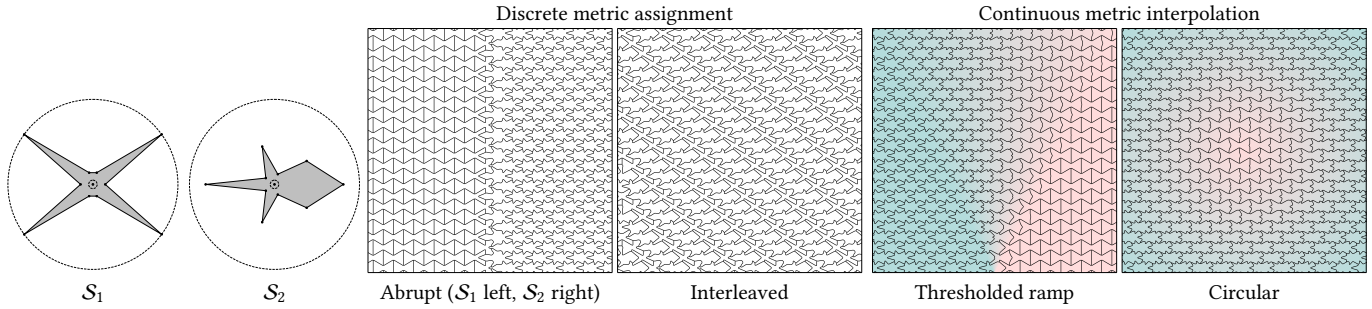 Discrete metric assignment
Continuous metric interpolation
𝒮₁
𝒮₂
Abrupt (𝒮₁ left, 𝒮₂ right)
Interleaved
Thresholded ramp
Circular